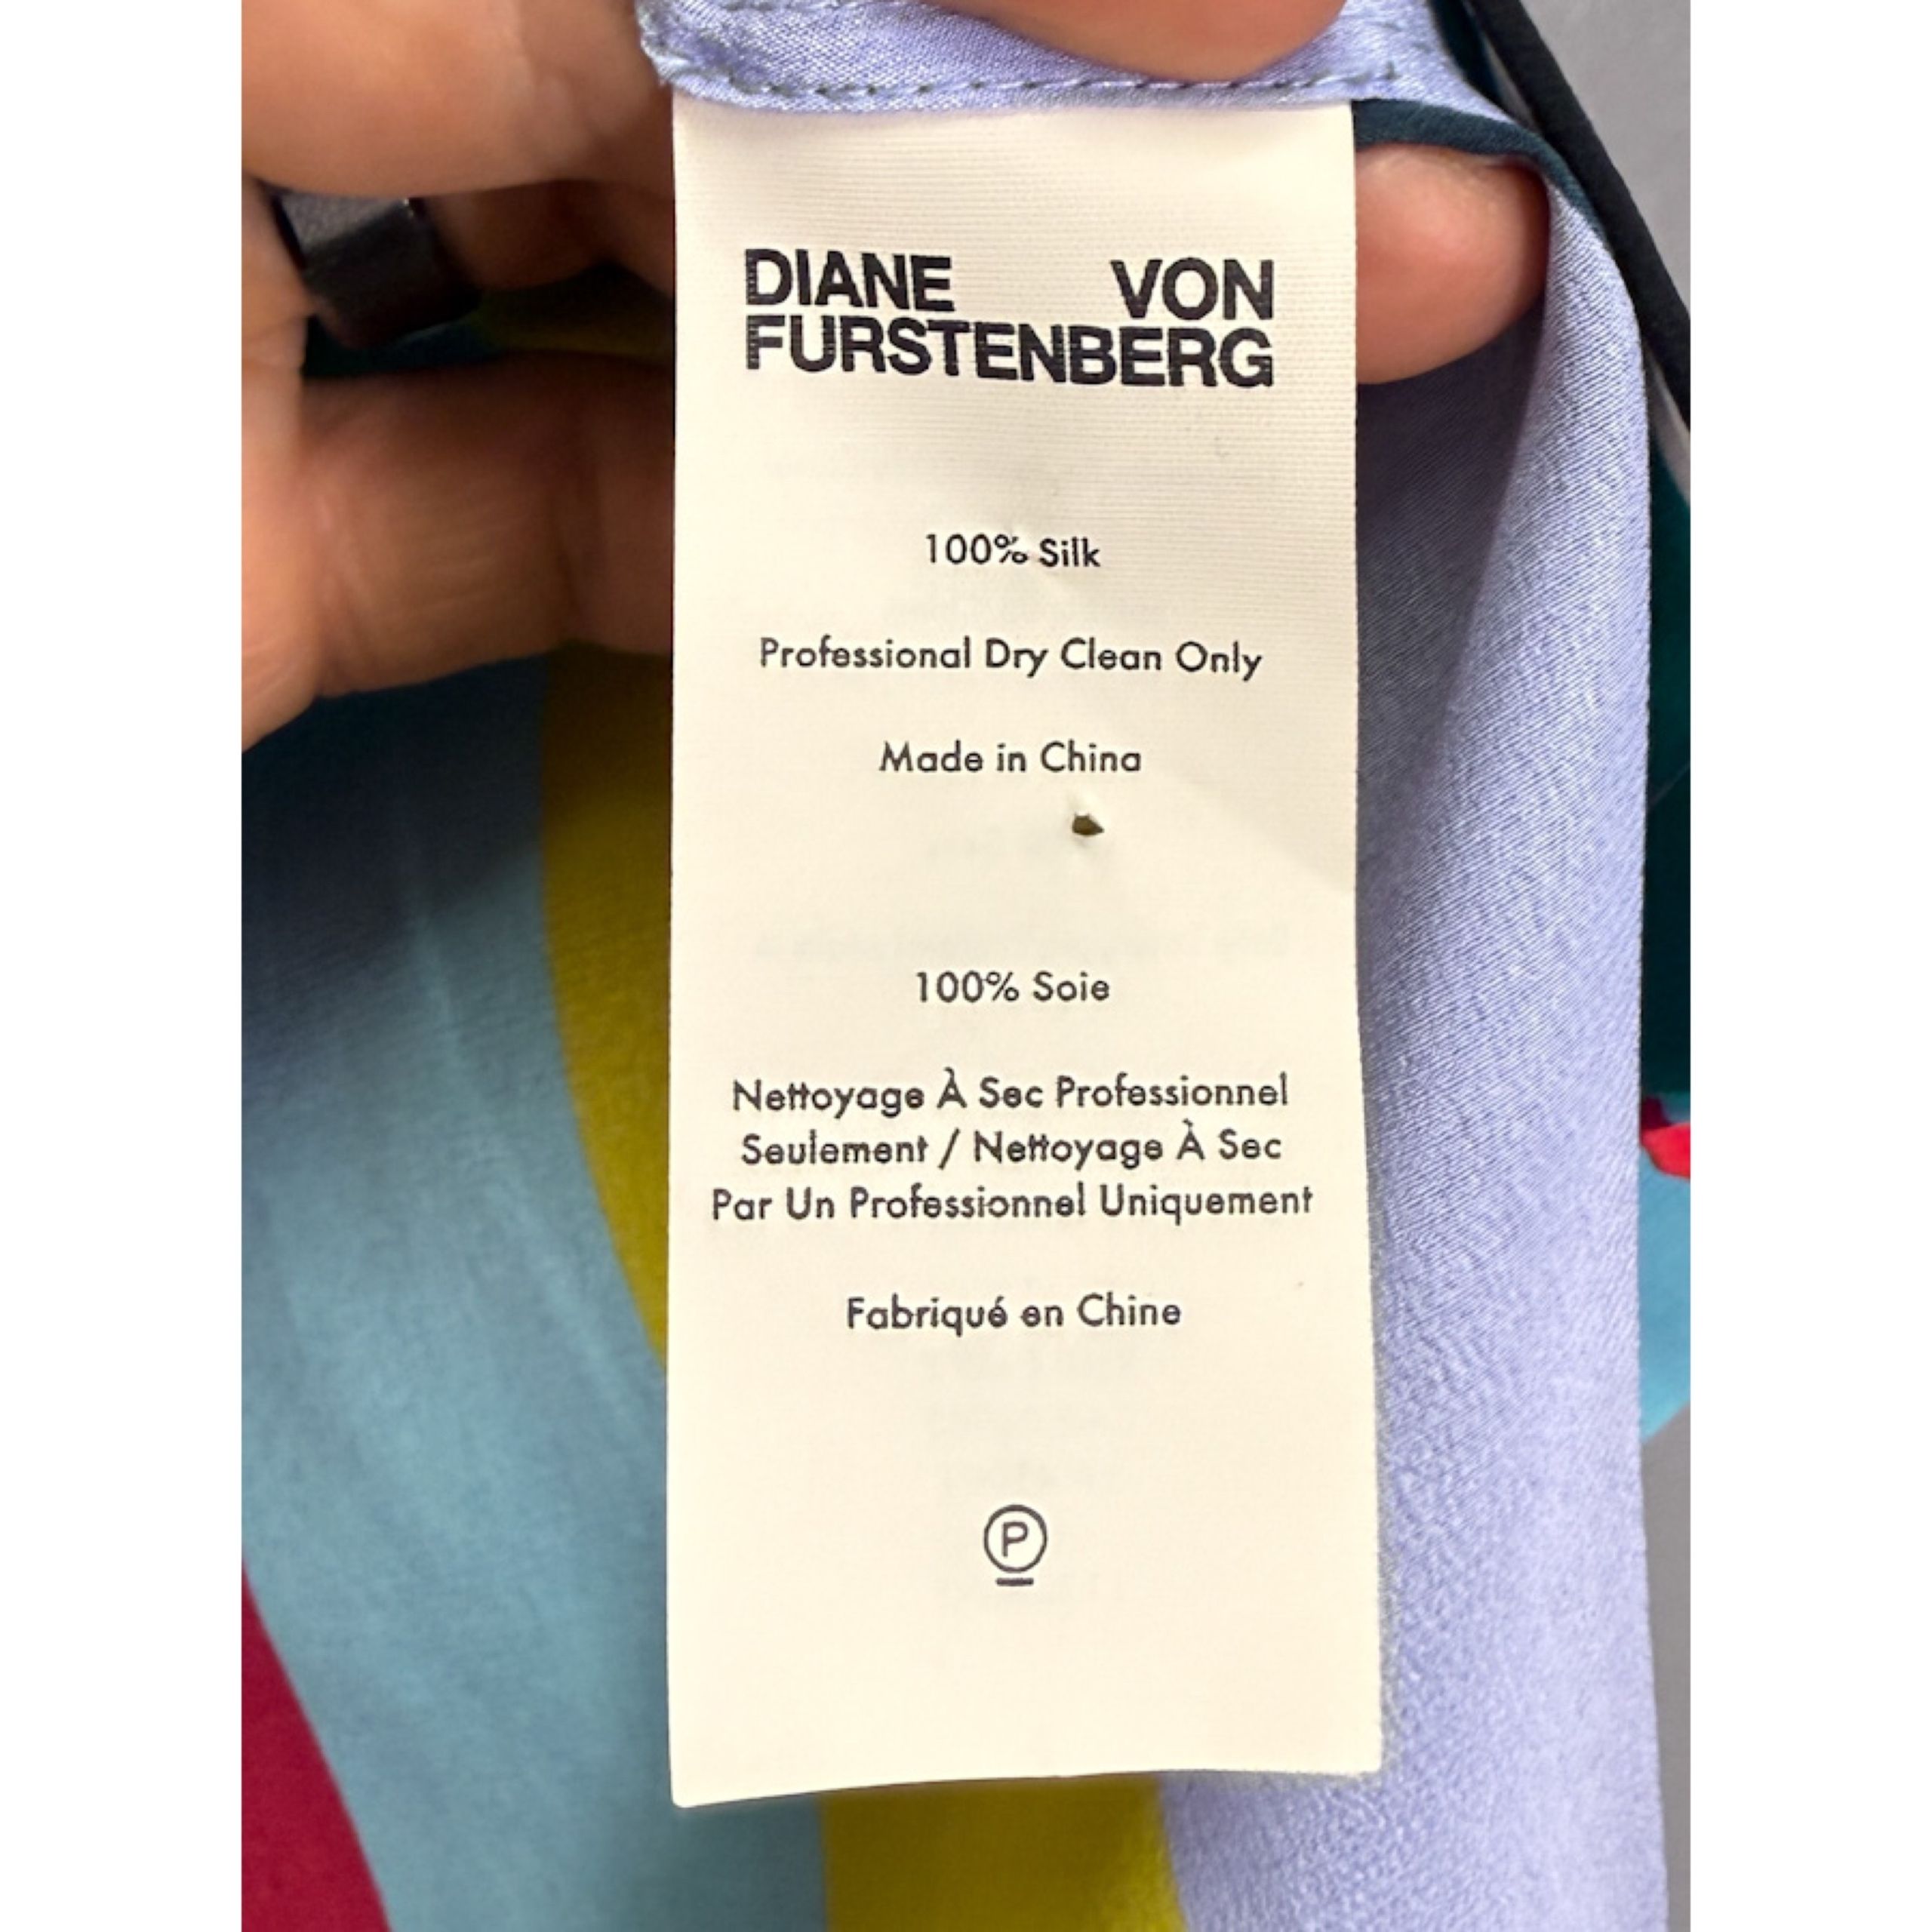 DIANE VON
FURSTENBERG
100% Silk
Professional Dry Clean Only
Made in China
100% Soie
Nettoyage À Sec Professionnel
Seulement / Nettoyage À Sec
Par Un Professionnel Uniquement
Fabriqué en Chine
P